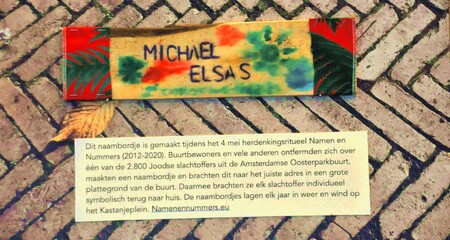 MICHAEL
ELSAS
Dit naambordje is gemaakt tijdens het 4 mei herdenkingsritueel Namen en
Nummers (2012-2020). Buurtbewoners en vele anderen ontfermden zich over
één van de 2.800 Joodse slachtoffers uit de Amsterdamse Oosterparkbuurt,
maakten een naambordje en brachten dit naar het juiste adres in een grote
plattegrond van de buurt. Daarmee brachten ze elk slachtoffer individueel
symbolisch terug naar huis. De naambordjes lagen elk jaar in weer en wind op
het Kastanjeplein. Namenennummers.eu